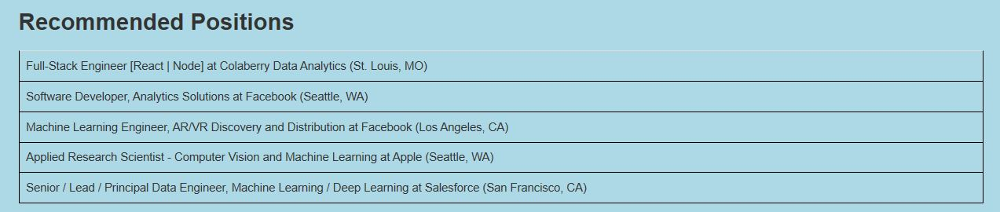 Recommended Positions
Full-Stack Engineer [React | Node] at Colaberry Data Analytics (St. Louis, MO)
Software Developer, Analytics Solutions at Facebook (Seattle, WA)
Machine Learning Engineer, AR/VR Discovery and Distribution at Facebook (Los Angeles, CA)
Applied Research Scientist - Computer Vision and Machine Learning at Apple (Seattle, WA)
Senior / Lead / Principal Data Engineer, Machine Learning / Deep Learning at Salesforce (San Francisco, CA)